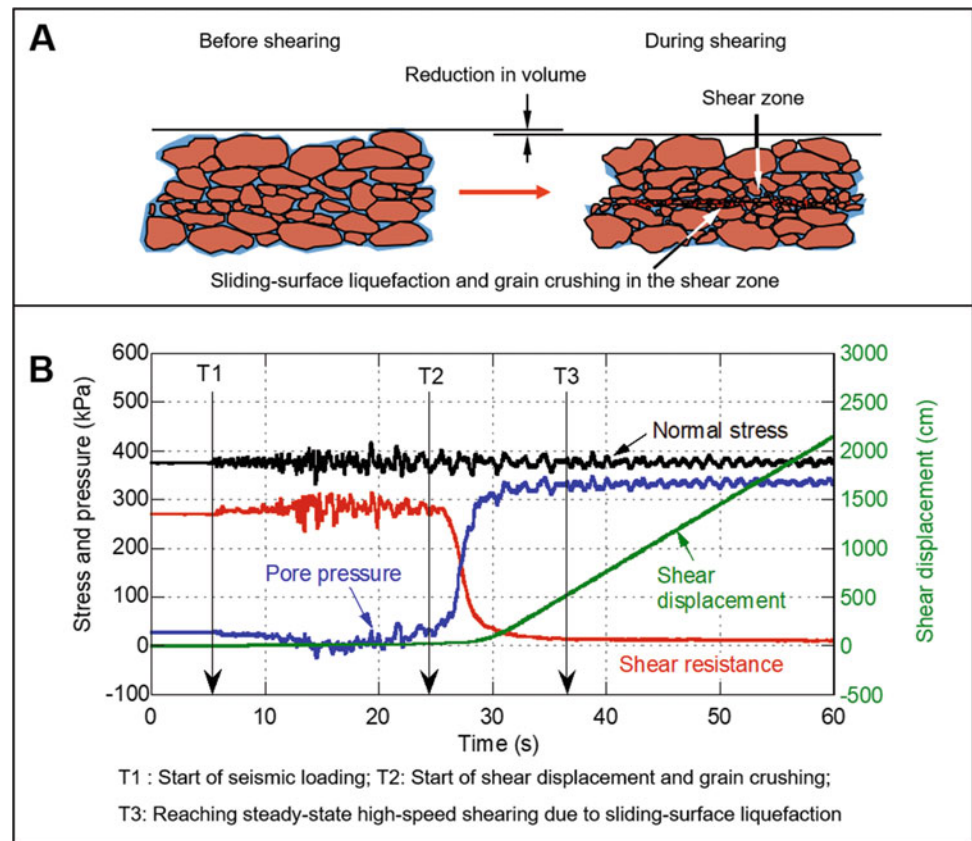 A
Before shearing
During shearing
Reduction in volume
Shear zone
Sliding-surface liquefaction and grain crushing in the shear zone
B
Stress and pressure (kPa)
600
500
400
300
200
100
0
-100
T1
T2
T3
Normal stress
Pore pressure
Shear
displacement
Shear resistance
3000
2500
2000
1500
1000
500
0
-500
Shear displacement (cm)
0 10 20 30 40 50 60
Time (s)
T1 : Start of seismic loading; T2: Start of shear displacement and grain crushing;
T3: Reaching steady-state high-speed shearing due to sliding-surface liquefaction